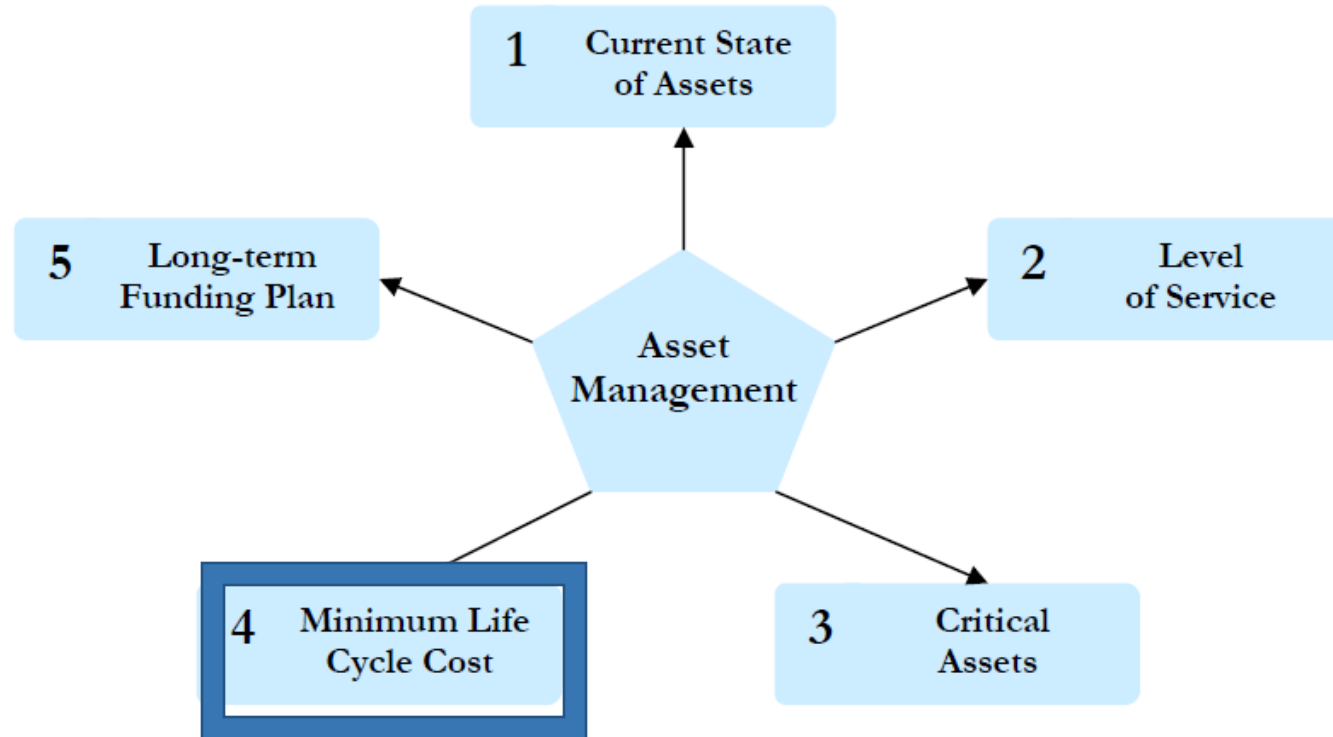 1 Current State
of Assets
5 Long-term
Funding Plan
2 Level
of Service
Asset
Management
4 Minimum Life
Cycle Cost
3 Critical
Assets